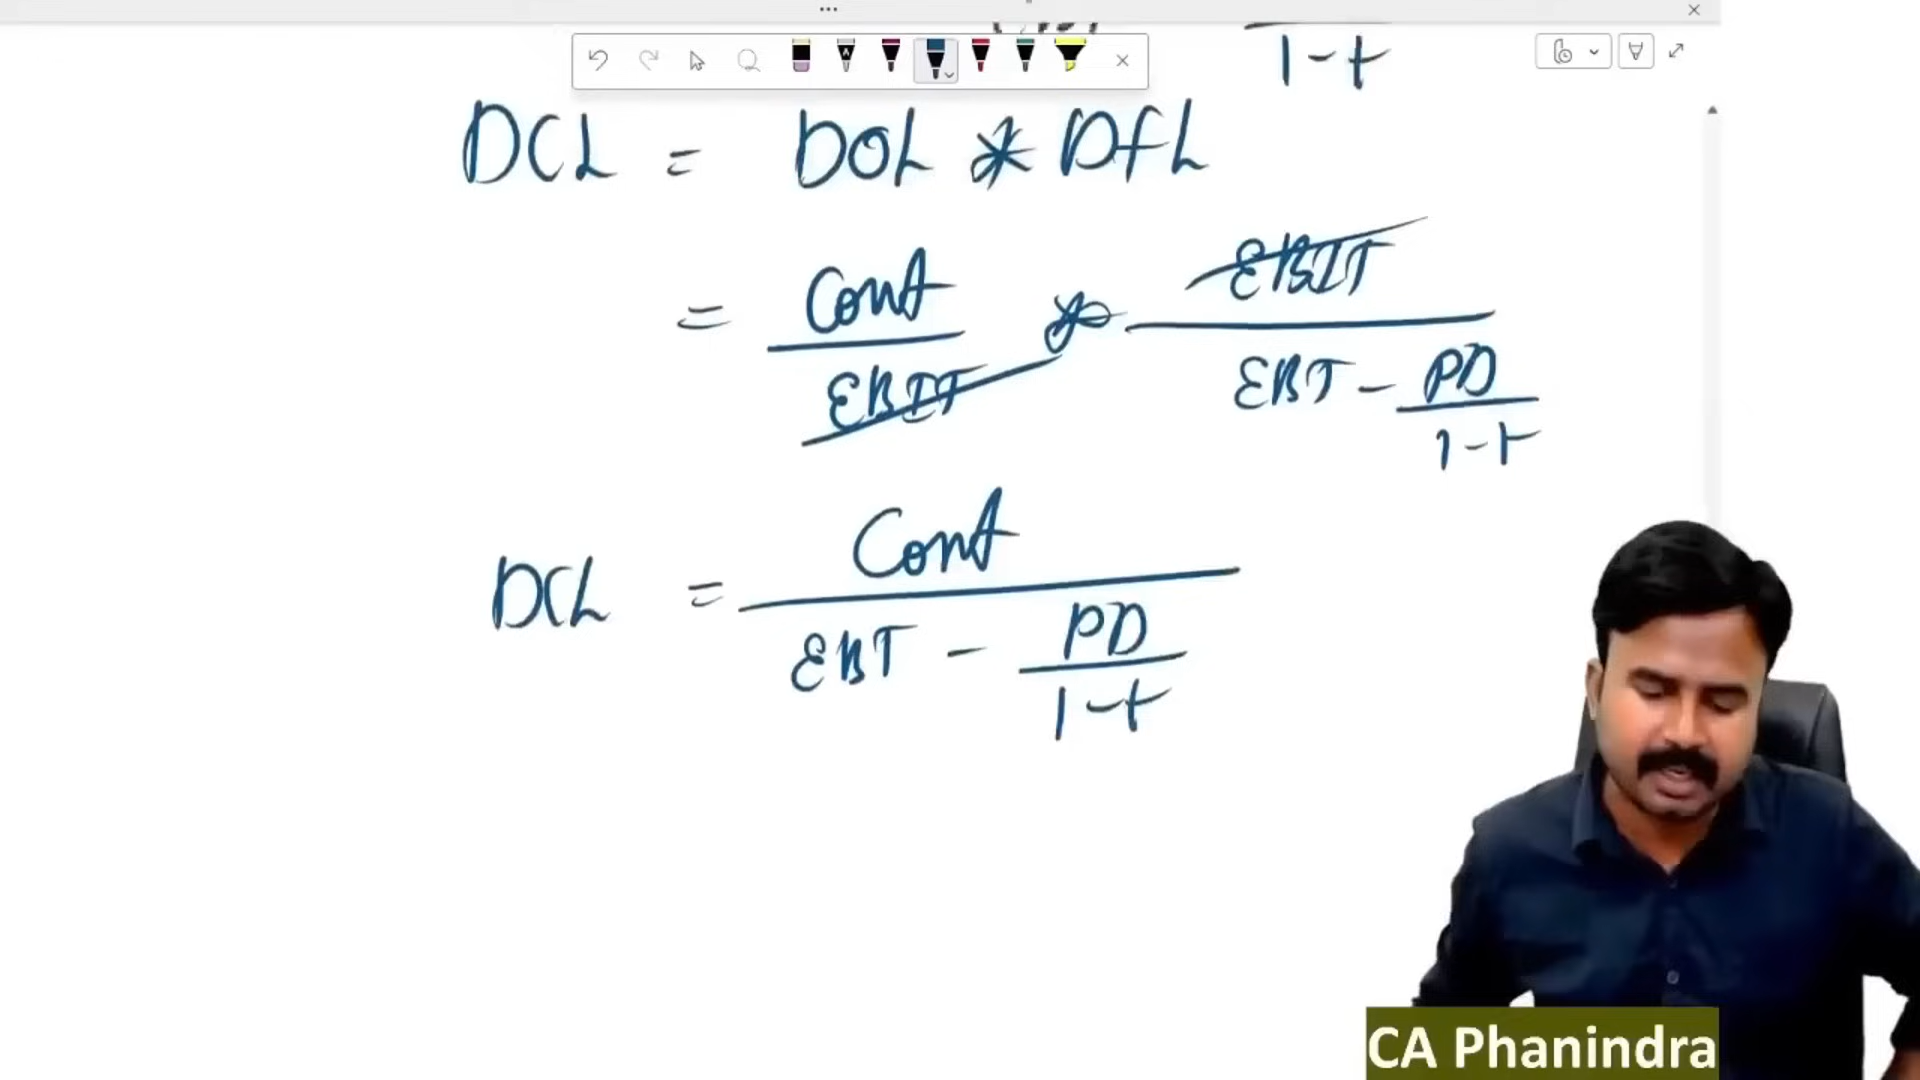 1-t
DCL = DOL * DfL
= Cont / EBIT * EBIT / EBT - PD / 1-t
DCL = Cont / EBT - PD / 1-t
CA Phanindra